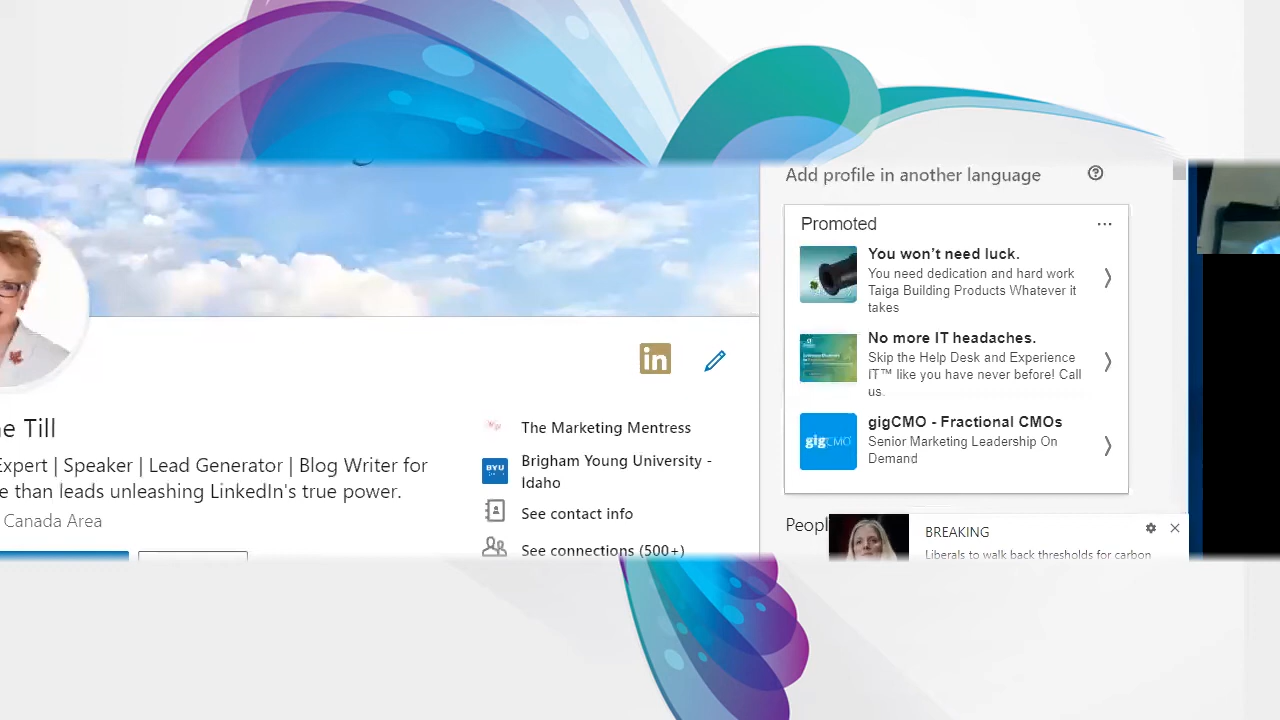 Add profile in another language
Promoted
You won't need luck.
You need dedication and hard work
Taiga Building Products Whatever it
takes
No more IT headaches.
Skip the Help Desk and Experience
IT™ like you have never before! Call
us.
gig CMO
gigCMO - Fractional CMOs
Senior Marketing Leadership On
Demand
in
e Till
Expert | Speaker | Lead Generator | Blog Writer for
e than leads unleashing LinkedIn's true power.
Canada Area
The Marketing Mentress
BYU
Brigham Young University -
Idaho
See contact info
See connections (500+)
Peopl
BREAKING
Liberals to walk back thresholds for carbon